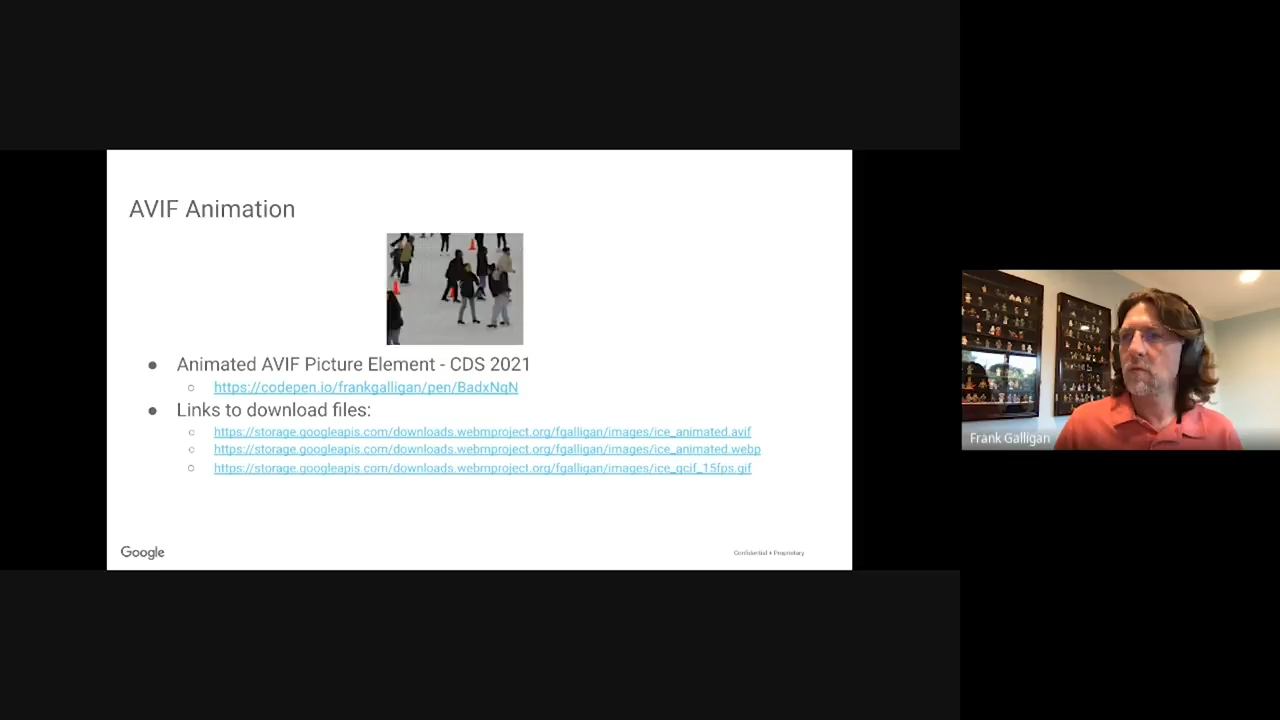 AVIF Animation
Animated AVIF Picture Element - CDS 2021
https://codepen.io/frankgalligan/pen/BadxNqN
Links to download files:
https://storage.googleapis.com/downloads.webmproject.org/fgalligan/images/ice_animated.avif
https://storage.googleapis.com/downloads.webmproject.org/fgalligan/images/ice_animated.webp
https://storage.googleapis.com/downloads.webmproject.org/fgalligan/images/ice_qcif_15fps.gif
Google
Confidential + Proprietary
Frank Galligan